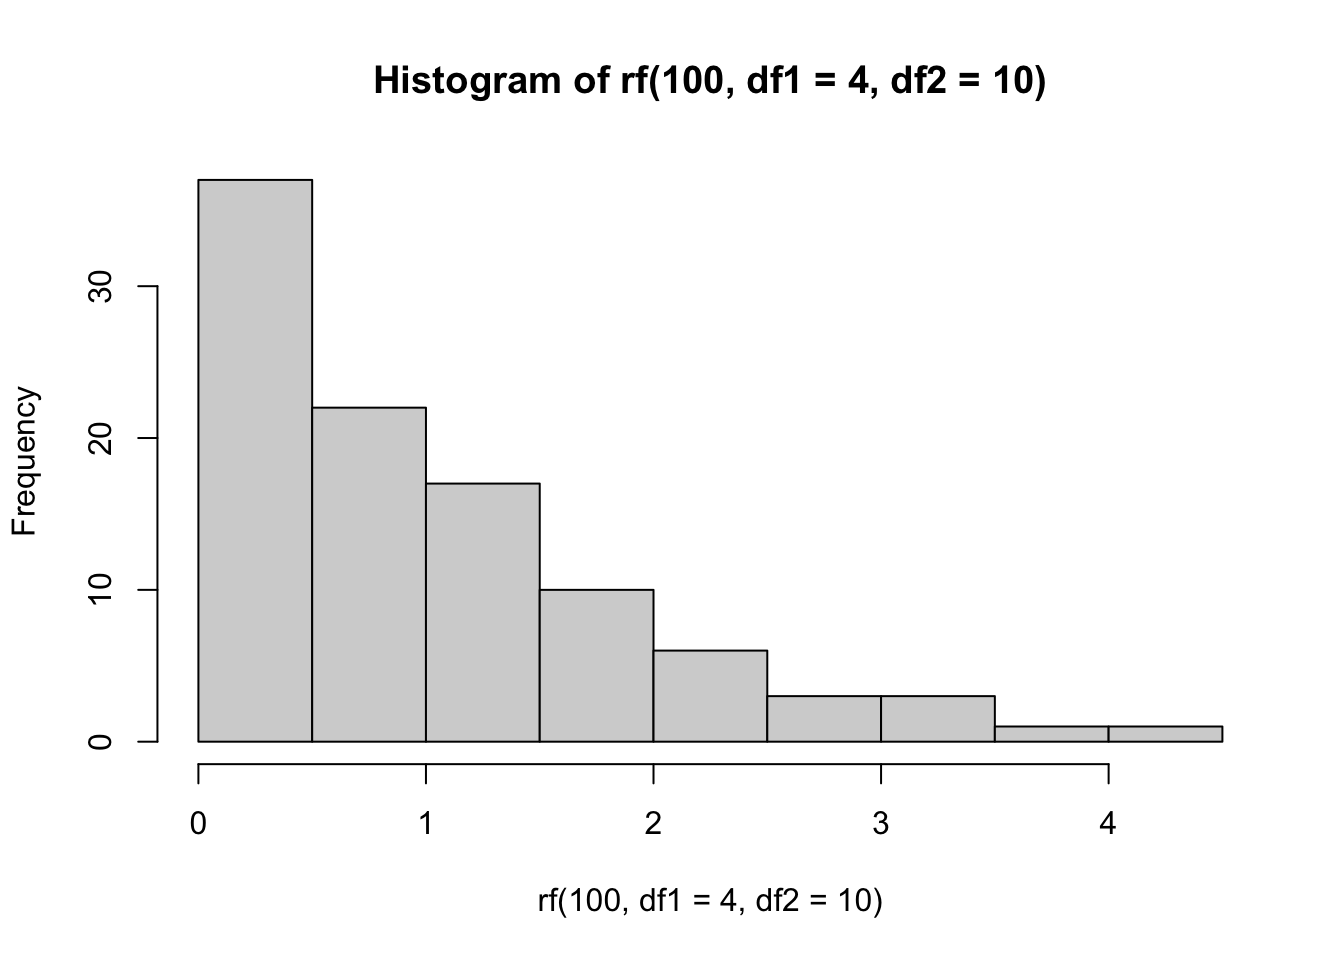 Histogram of rf(100, df1 = 4, df2 = 10)
Frequency
30
20
10
0
0 1 2 3 4
rf(100, df1 = 4, df2 = 10)